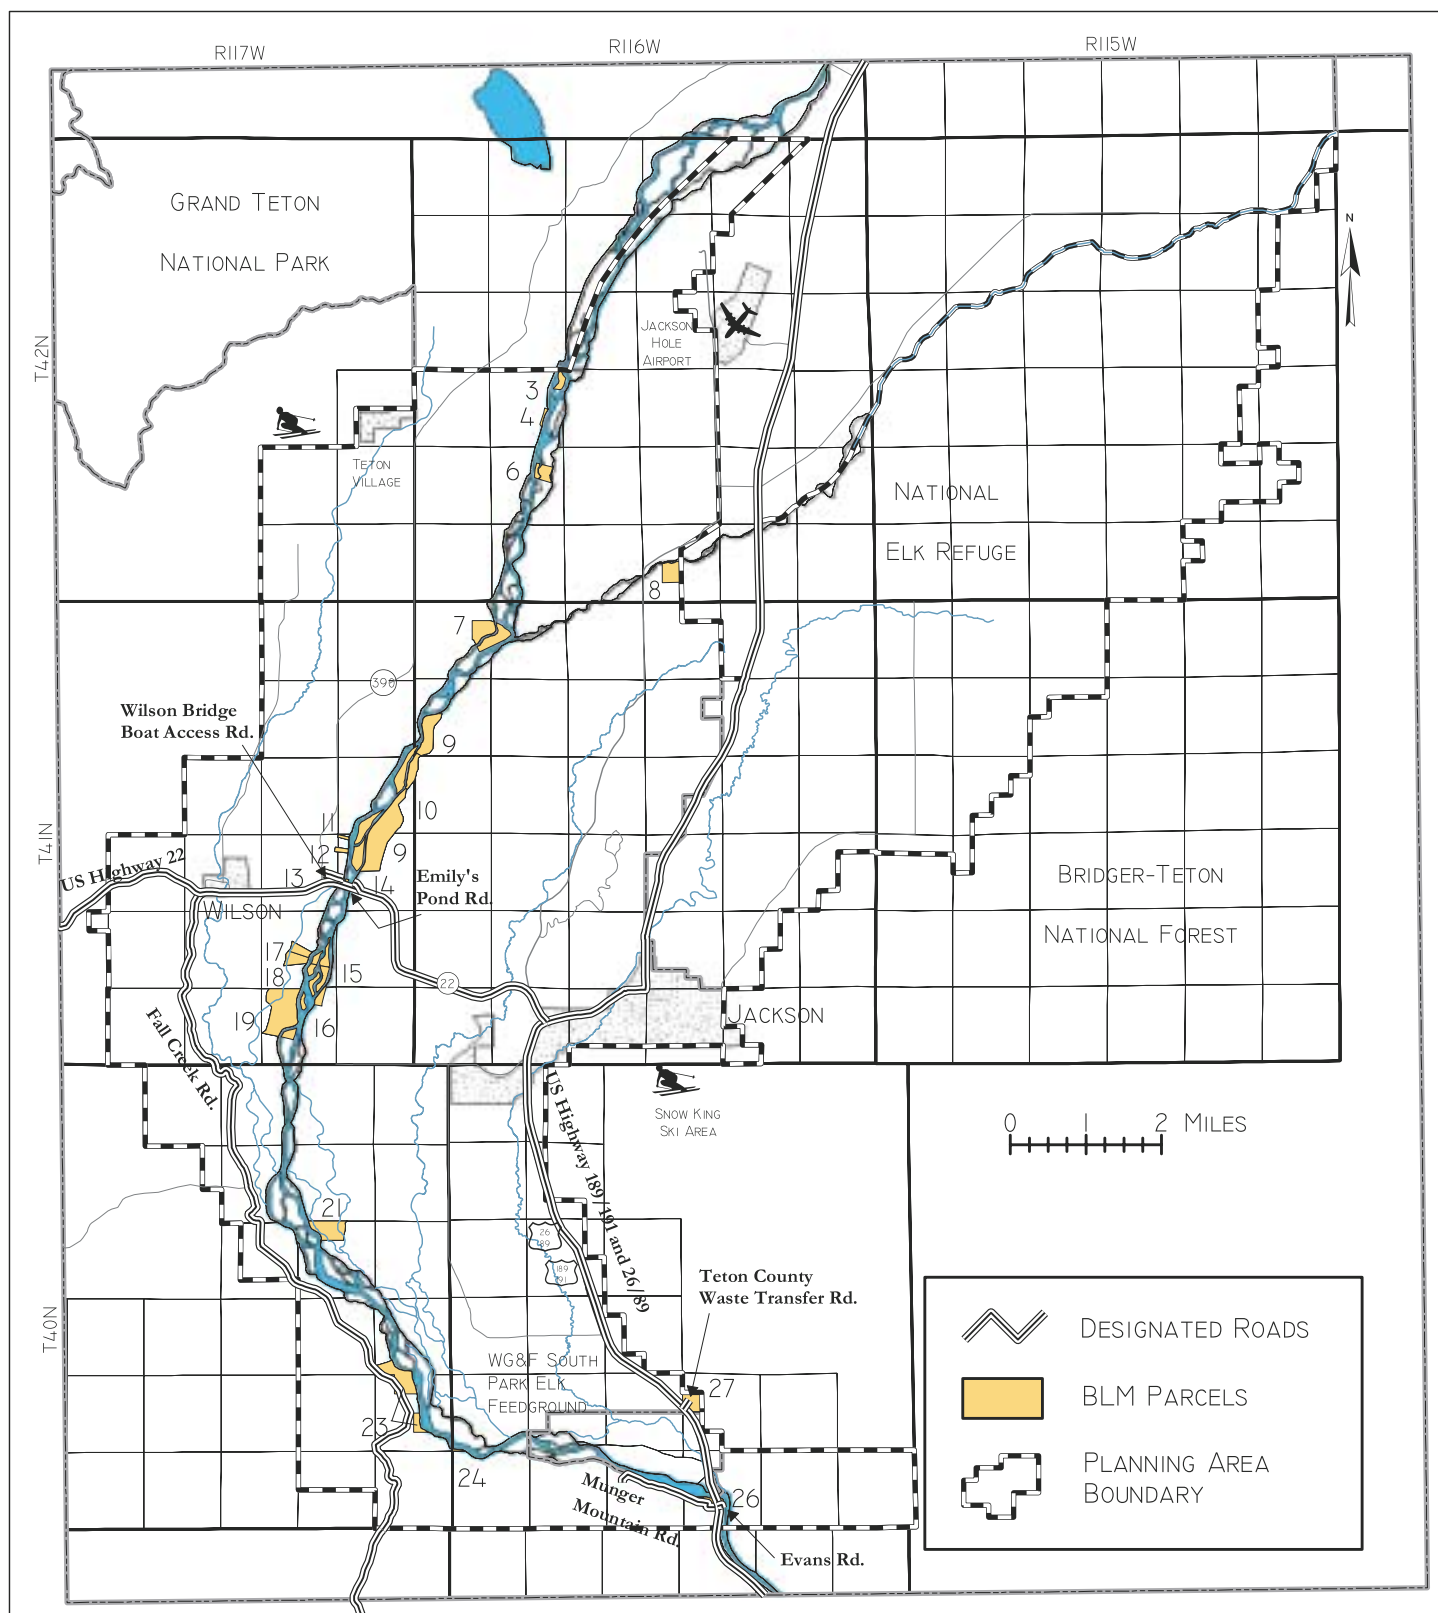 R117W
R116W
R115W
GRAND TETON
NATIONAL PARK
N
JACKSON
HOLE
AIRPORT
T42N
3
4
TETON
VILLAGE
6
NATIONAL
ELK REFUGE
8
7
390
Wilson Bridge
Boat Access Rd.
9
10
11
12
9
T41N
US Highway 22
13
14
Emily's
Pond Rd.
WILSON
BRIDGER-TETON
NATIONAL FOREST
17
18
15
22
19
16
JACKSON
Fall Creek Rd.
US Highway 189/191 and 26/89
SNOW KING
SKI AREA
0 1 2 MILES
21
26
89
189
191
Teton County
Waste Transfer Rd.
T40N
WG&F SOUTH
PARK ELK
FEEDGROUND
27
23
24
Munger
Mountain Rd.
26
Evans Rd.
DESIGNATED ROADS
BLM PARCELS
PLANNING AREA
BOUNDARY